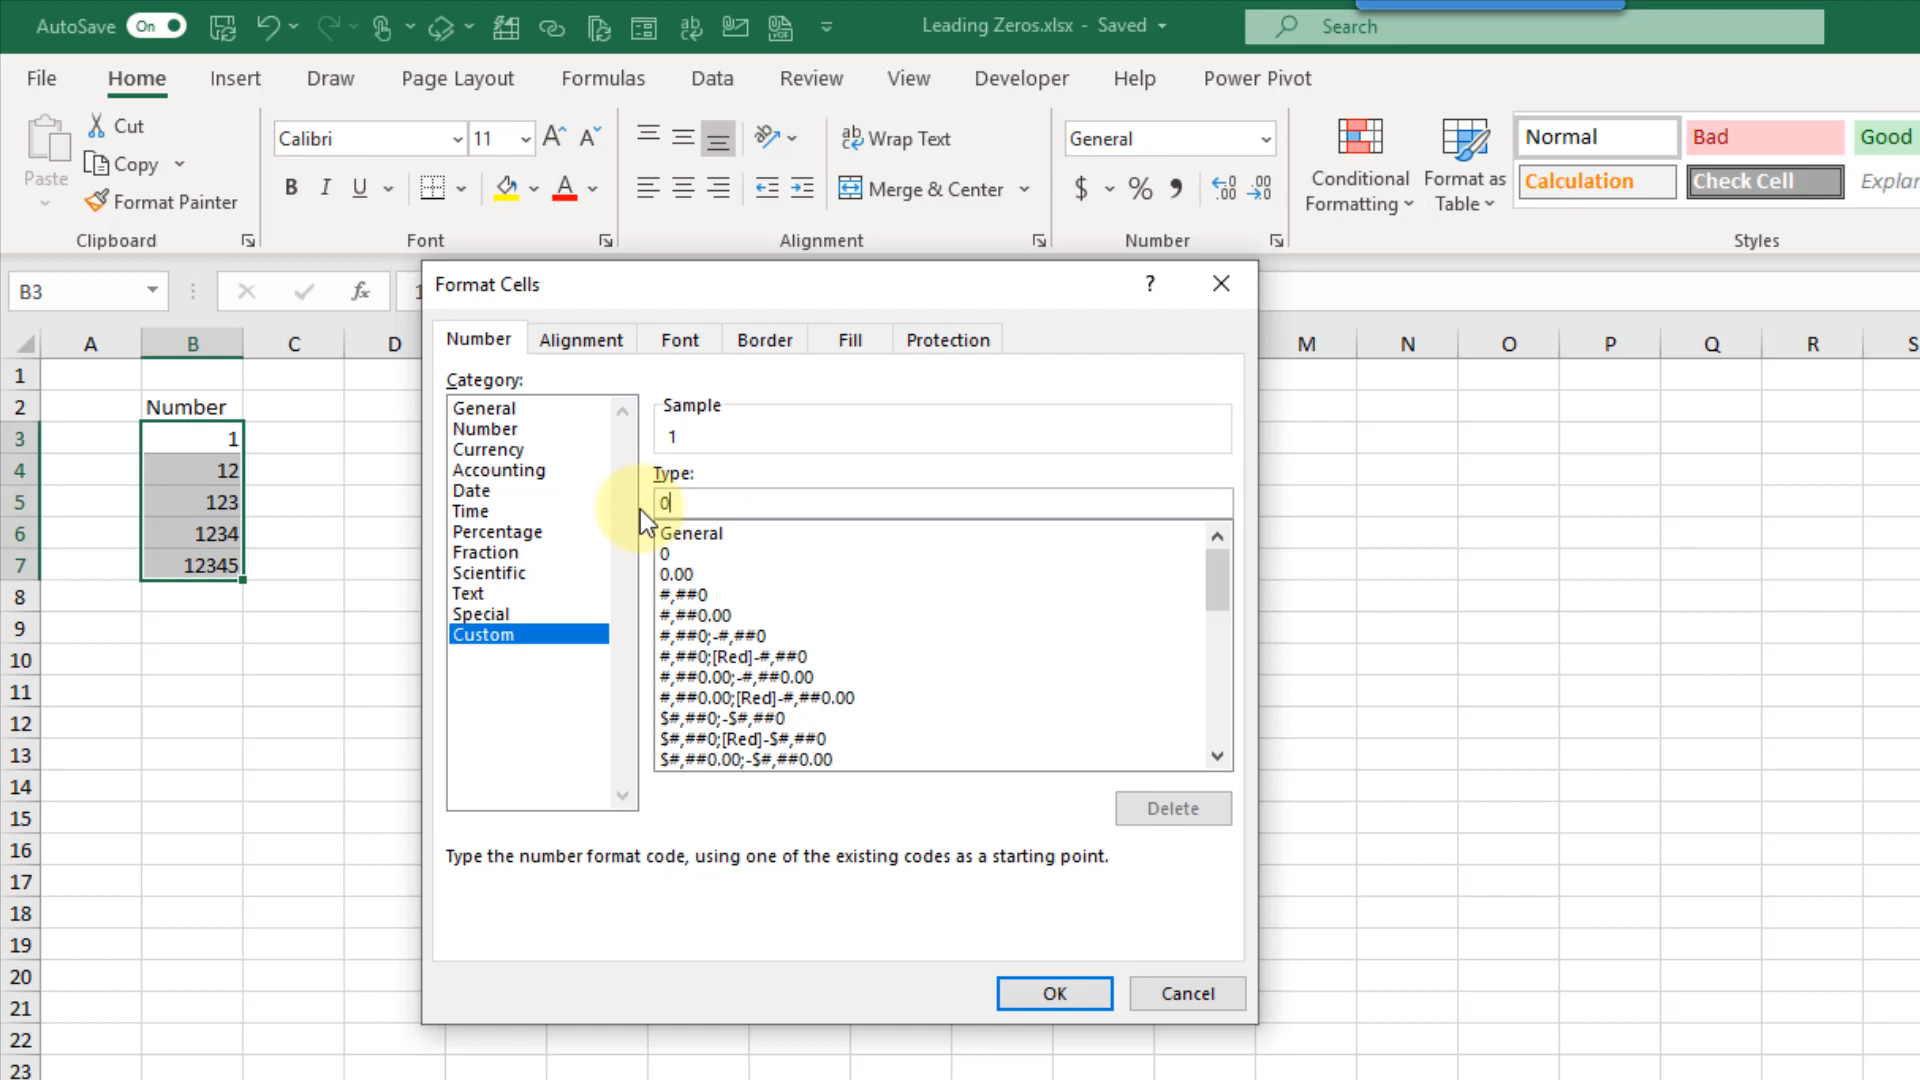 AutoSave On
Leading Zeros.xlsx - Saved
Search
File Home Insert Draw Page Layout Formulas Data Review View Developer Help Power Pivot
Paste
Cut
Copy
Format Painter
Clipboard
Calibri 11
B I U
Font
Wrap Text
Merge & Center
Alignment
General
$ % 9
Number
Conditional Formatting
Format as Table
Normal Bad Good
Calculation Check Cell Explan
Styles
B3
fx
1
A B C D M N O P Q R S
1
2 Number
3 1
4 12
5 123
6 1234
7 12345
8
9
10
11
12
13
14
15
16
17
18
19
20
21
22
23
Format Cells
?
Number Alignment Font Border Fill Protection
Category:
General
Number
Currency
Accounting
Date
Time
Percentage
Fraction
Scientific
Text
Special
Custom
Sample
1
Type:
0
General
0
0.00
#,##0
#,##0.00
#,##0;-#,##0
#,##0;[Red]-#,##0
#,##0.00;-#,##0.00
#,##0.00;[Red]-#,##0.00
$#,##0;-$#,##0
$#,##0;[Red]-$#,##0
$#,##0.00;-$#,##0.00
Delete
Type the number format code, using one of the existing codes as a starting point.
OK Cancel